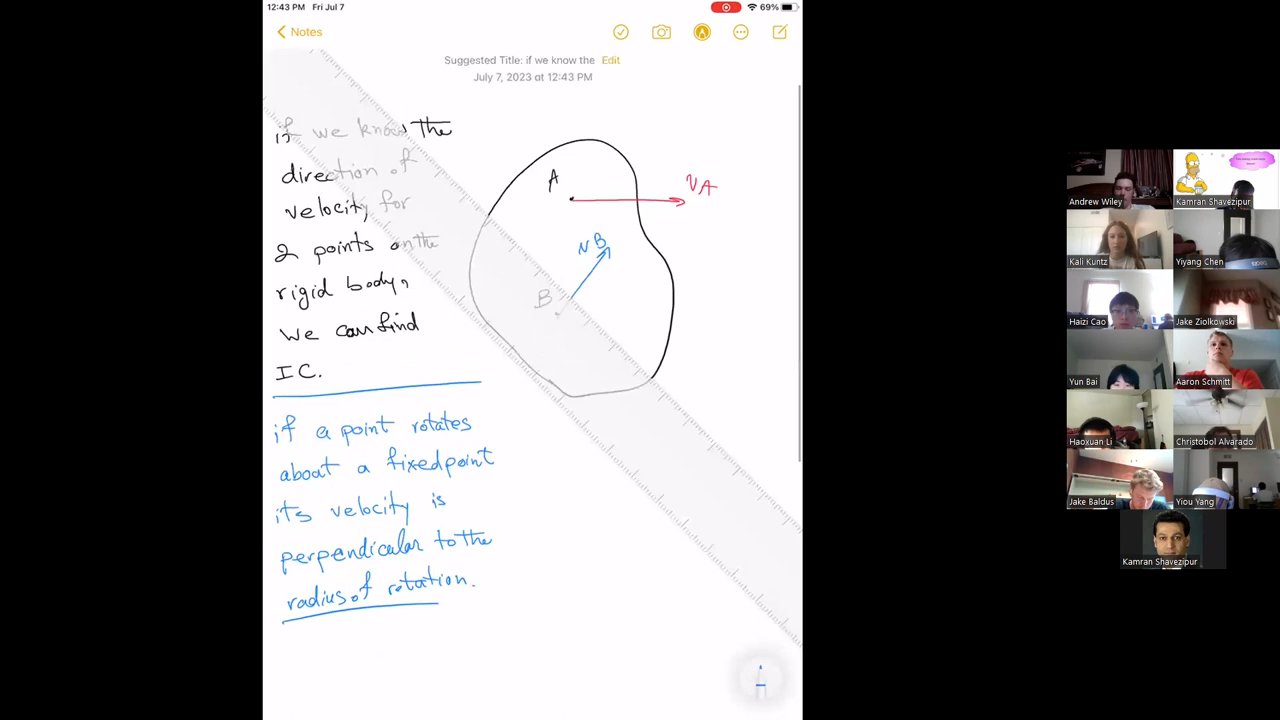 12:43 PM Fri Jul 7
69%
Notes
Suggested Title: if we know the Edit
July 7, 2023 at 12:43 PM
if we know the
direction of
velocity for
2 points on the
rigid body,
we can find
IC.
A
VA
VB
B
if a point rotates
about a fixed point
its velocity is
perpendicular to the
radius of rotation.
Andrew Wiley
Kamran Shavezipur
Kali Kuntz
Yiyang Chen
Haizi Cao
Jake Ziolkowski
Yun Bai
Aaron Schmitt
Haoxuan Li
Christobol Alvarado
Jake Baldus
Yiou Yang
Kamran Shavezipur